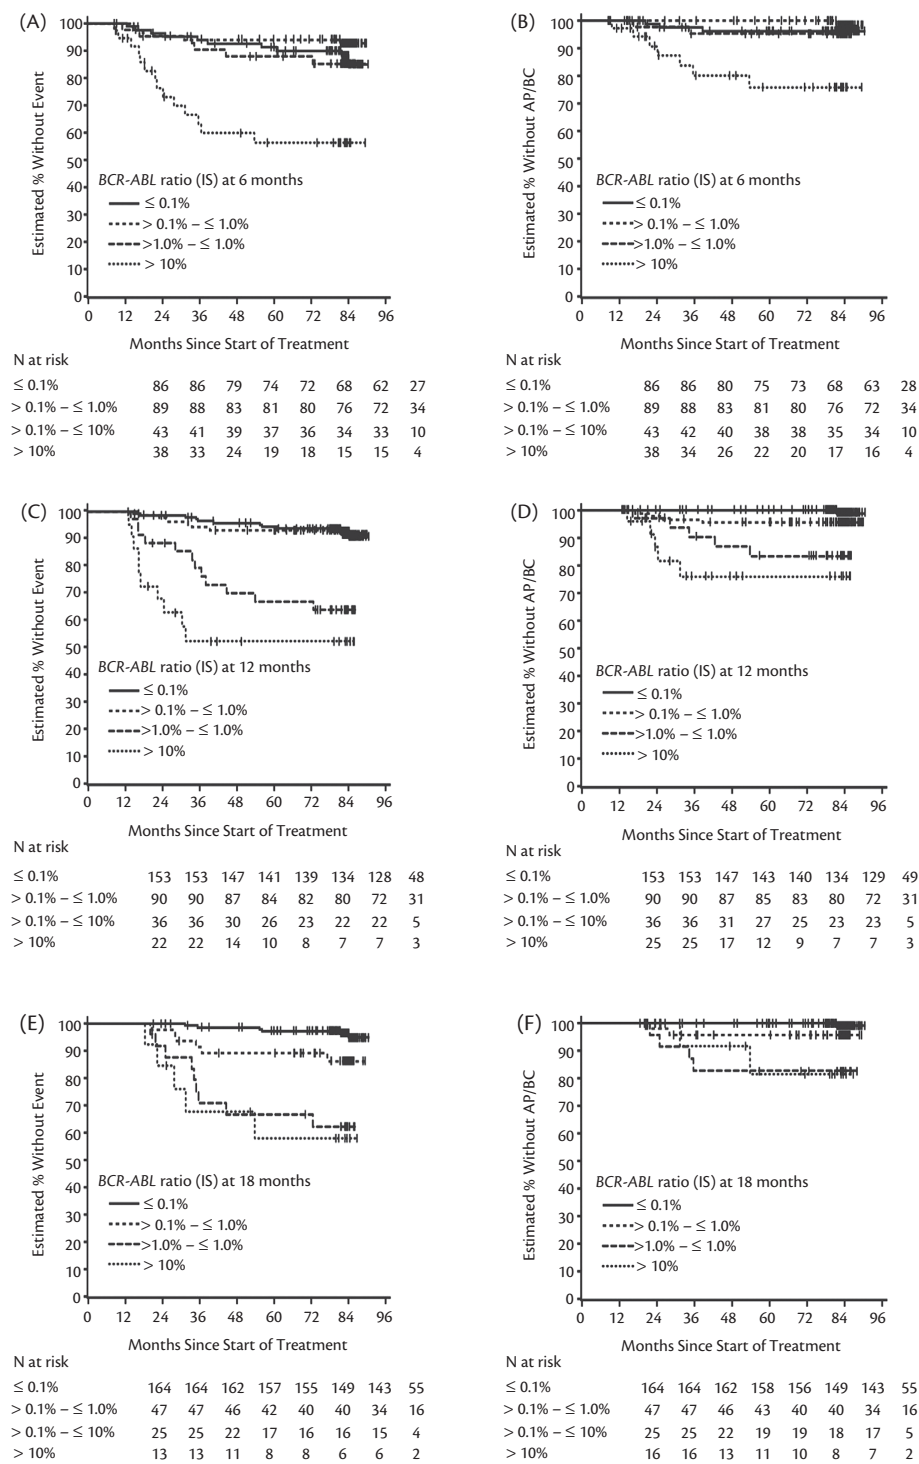 (A)
Estimated % Without Event
100
90
80
70
60
50
40
30
20
10
0
BCR-ABL ratio (IS) at 6 months
≤ 0.1%
> 0.1% – ≤ 1.0%
>1.0% – ≤ 1.0%
> 10%
0 12 24 36 48 60 72 84 96
Months Since Start of Treatment
N at risk
≤ 0.1% 86 86 79 74 72 68 62 27
> 0.1% – ≤ 1.0% 89 88 83 81 80 76 72 34
> 0.1% – ≤ 10% 43 41 39 37 36 34 33 10
> 10% 38 33 24 19 18 15 15 4
(B)
Estimated % Without AP/BC
100
90
80
70
60
50
40
30
20
10
0
BCR-ABL ratio (IS) at 6 months
≤ 0.1%
> 0.1% – ≤ 1.0%
>1.0% – ≤ 1.0%
> 10%
0 12 24 36 48 60 72 84 96
Months Since Start of Treatment
N at risk
≤ 0.1% 86 86 80 75 73 68 63 28
> 0.1% – ≤ 1.0% 89 88 83 81 80 76 72 34
> 0.1% – ≤ 10% 43 42 40 38 38 35 34 10
> 10% 38 34 26 22 20 17 16 4
(C)
Estimated % Without Event
100
90
80
70
60
50
40
30
20
10
0
BCR-ABL ratio (IS) at 12 months
≤ 0.1%
> 0.1% – ≤ 1.0%
>1.0% – ≤ 1.0%
> 10%
0 12 24 36 48 60 72 84 96
Months Since Start of Treatment
N at risk
≤ 0.1% 153 153 147 141 139 134 128 48
> 0.1% – ≤ 1.0% 90 90 87 84 82 80 72 31
> 0.1% – ≤ 10% 36 36 30 26 23 22 22 5
> 10% 22 22 14 10 8 7 7 3
(D)
Estimated % Without AP/BC
100
90
80
70
60
50
40
30
20
10
0
BCR-ABL ratio (IS) at 12 months
≤ 0.1%
> 0.1% – ≤ 1.0%
>1.0% – ≤ 1.0%
> 10%
0 12 24 36 48 60 72 84 96
Months Since Start of Treatment
N at risk
≤ 0.1% 153 153 147 143 140 134 129 49
> 0.1% – ≤ 1.0% 90 90 87 85 83 80 72 31
> 0.1% – ≤ 10% 36 36 31 27 25 23 23 5
> 10% 25 25 17 12 9 7 7 3
(E)
Estimated % Without Event
100
90
80
70
60
50
40
30
20
10
0
BCR-ABL ratio (IS) at 18 months
≤ 0.1%
> 0.1% – ≤ 1.0%
>1.0% – ≤ 1.0%
> 10%
0 12 24 36 48 60 72 84 96
Months Since Start of Treatment
N at risk
≤ 0.1% 164 164 162 157 155 149 143 55
> 0.1% – ≤ 1.0% 47 47 46 42 40 40 34 16
> 0.1% – ≤ 10% 25 25 22 17 16 16 15 4
> 10% 13 13 11 8 8 6 6 2
(F)
Estimated % Without AP/BC
100
90
80
70
60
50
40
30
20
10
0
BCR-ABL ratio (IS) at 18 months
≤ 0.1%
> 0.1% – ≤ 1.0%
>1.0% – ≤ 1.0%
> 10%
0 12 24 36 48 60 72 84 96
Months Since Start of Treatment
N at risk
≤ 0.1% 164 164 162 158 156 149 143 55
> 0.1% – ≤ 1.0% 47 47 46 43 40 40 34 16
> 0.1% – ≤ 10% 25 25 22 19 19 18 17 5
> 10% 16 16 13 11 10 8 7 2